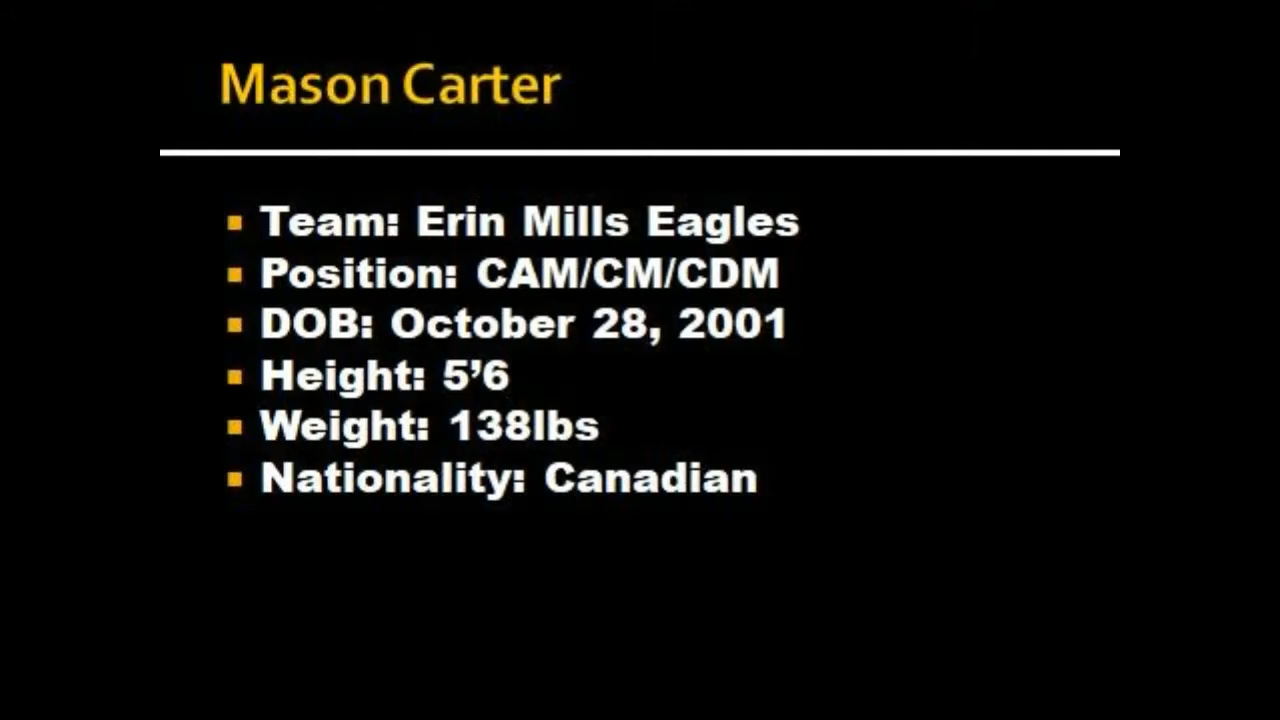 Mason Carter
Team: Erin Mills Eagles
Position: CAM/CM/CDM
DOB: October 28, 2001
Height: 5’6
Weight: 138lbs
Nationality: Canadian